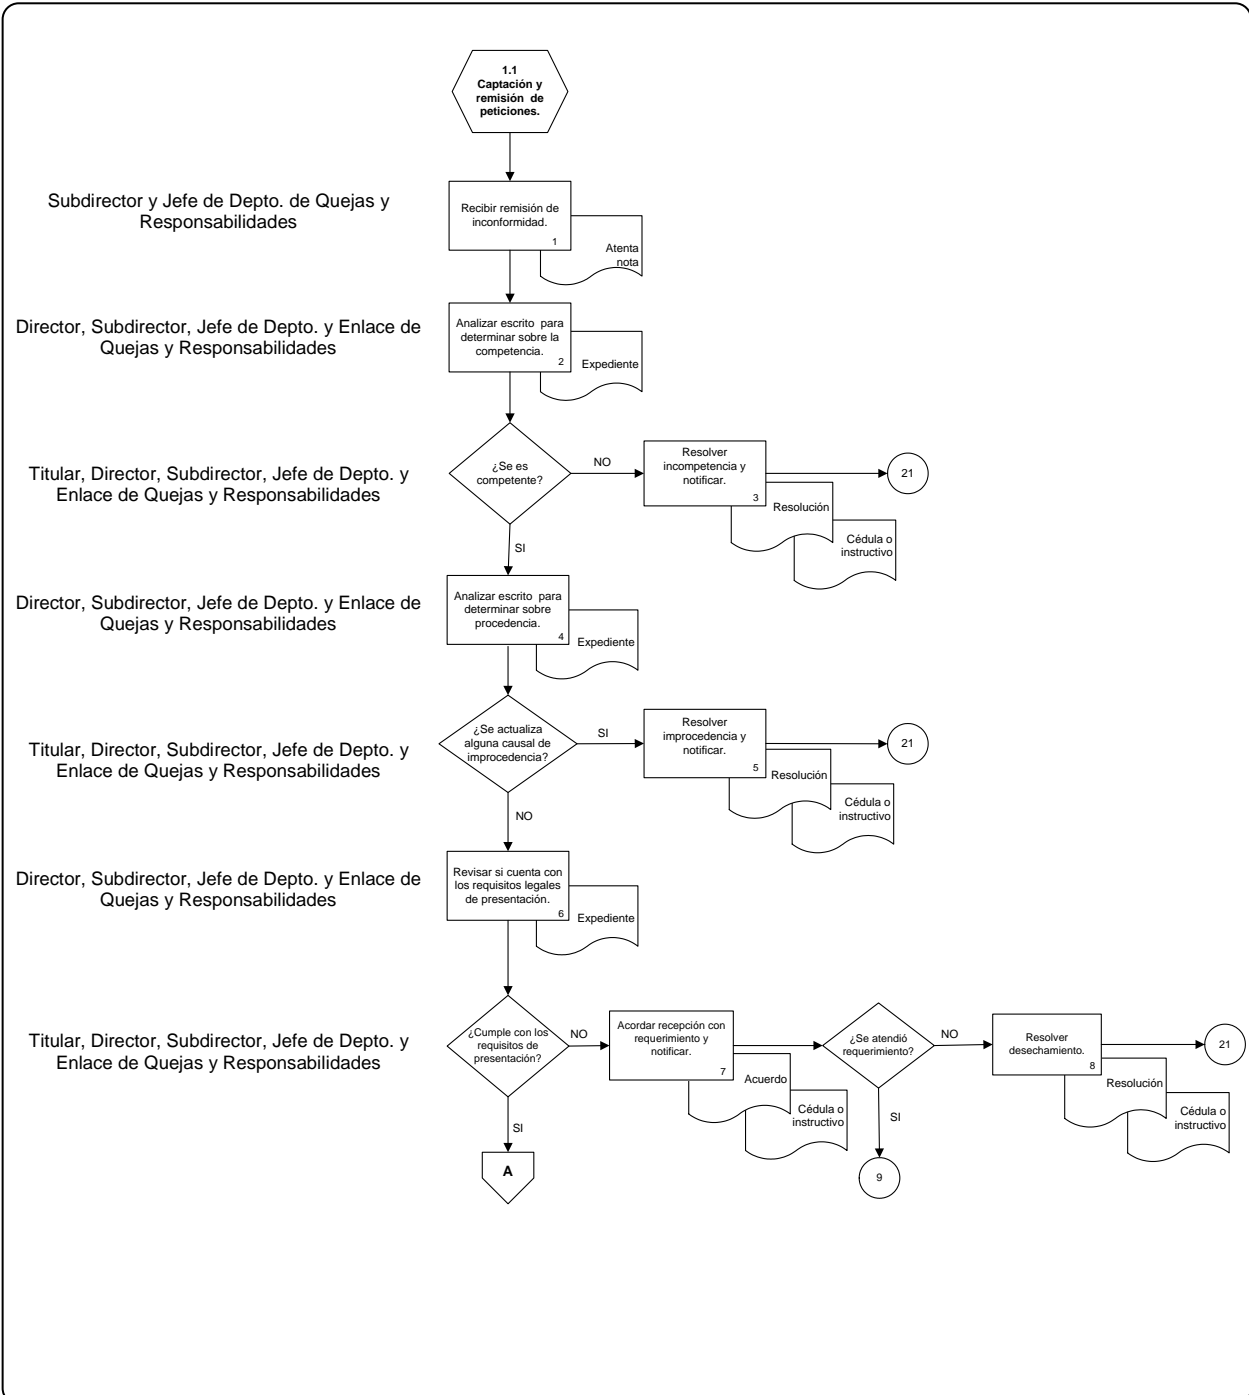 1.1
Captación y
remisión de
peticiones.
Subdirector y Jefe de Depto. de Quejas y
Responsabilidades
Recibir remisión de
inconformidad.
1
Atenta
nota
Director, Subdirector, Jefe de Depto. y Enlace de
Quejas y Responsabilidades
Analizar escrito para
determinar sobre la
competencia.
2
Expediente
Titular, Director, Subdirector, Jefe de Depto. y
Enlace de Quejas y Responsabilidades
¿Se es
competente?
NO
Resolver
incompetencia y
notificar.
3
Resolución
Cédula o
instructivo
21
SI
Director, Subdirector, Jefe de Depto. y Enlace de
Quejas y Responsabilidades
Analizar escrito para
determinar sobre
procedencia.
4
Expediente
Titular, Director, Subdirector, Jefe de Depto. y
Enlace de Quejas y Responsabilidades
¿Se actualiza
alguna causal de
improcedencia?
SI
Resolver
improcedencia y
notificar.
5
Resolución
Cédula o
instructivo
21
NO
Director, Subdirector, Jefe de Depto. y Enlace de
Quejas y Responsabilidades
Revisar si cuenta con
los requisitos legales
de presentación.
6
Expediente
Titular, Director, Subdirector, Jefe de Depto. y
Enlace de Quejas y Responsabilidades
¿Cumple con los
requisitos de
presentación?
NO
Acordar recepción con
requerimiento y
notificar.
7
Acuerdo
Cédula o
instructivo
¿Se atendió
requerimiento?
NO
Resolver
desechamiento.
8
Resolución
Cédula o
instructivo
21
SI
A
SI
9